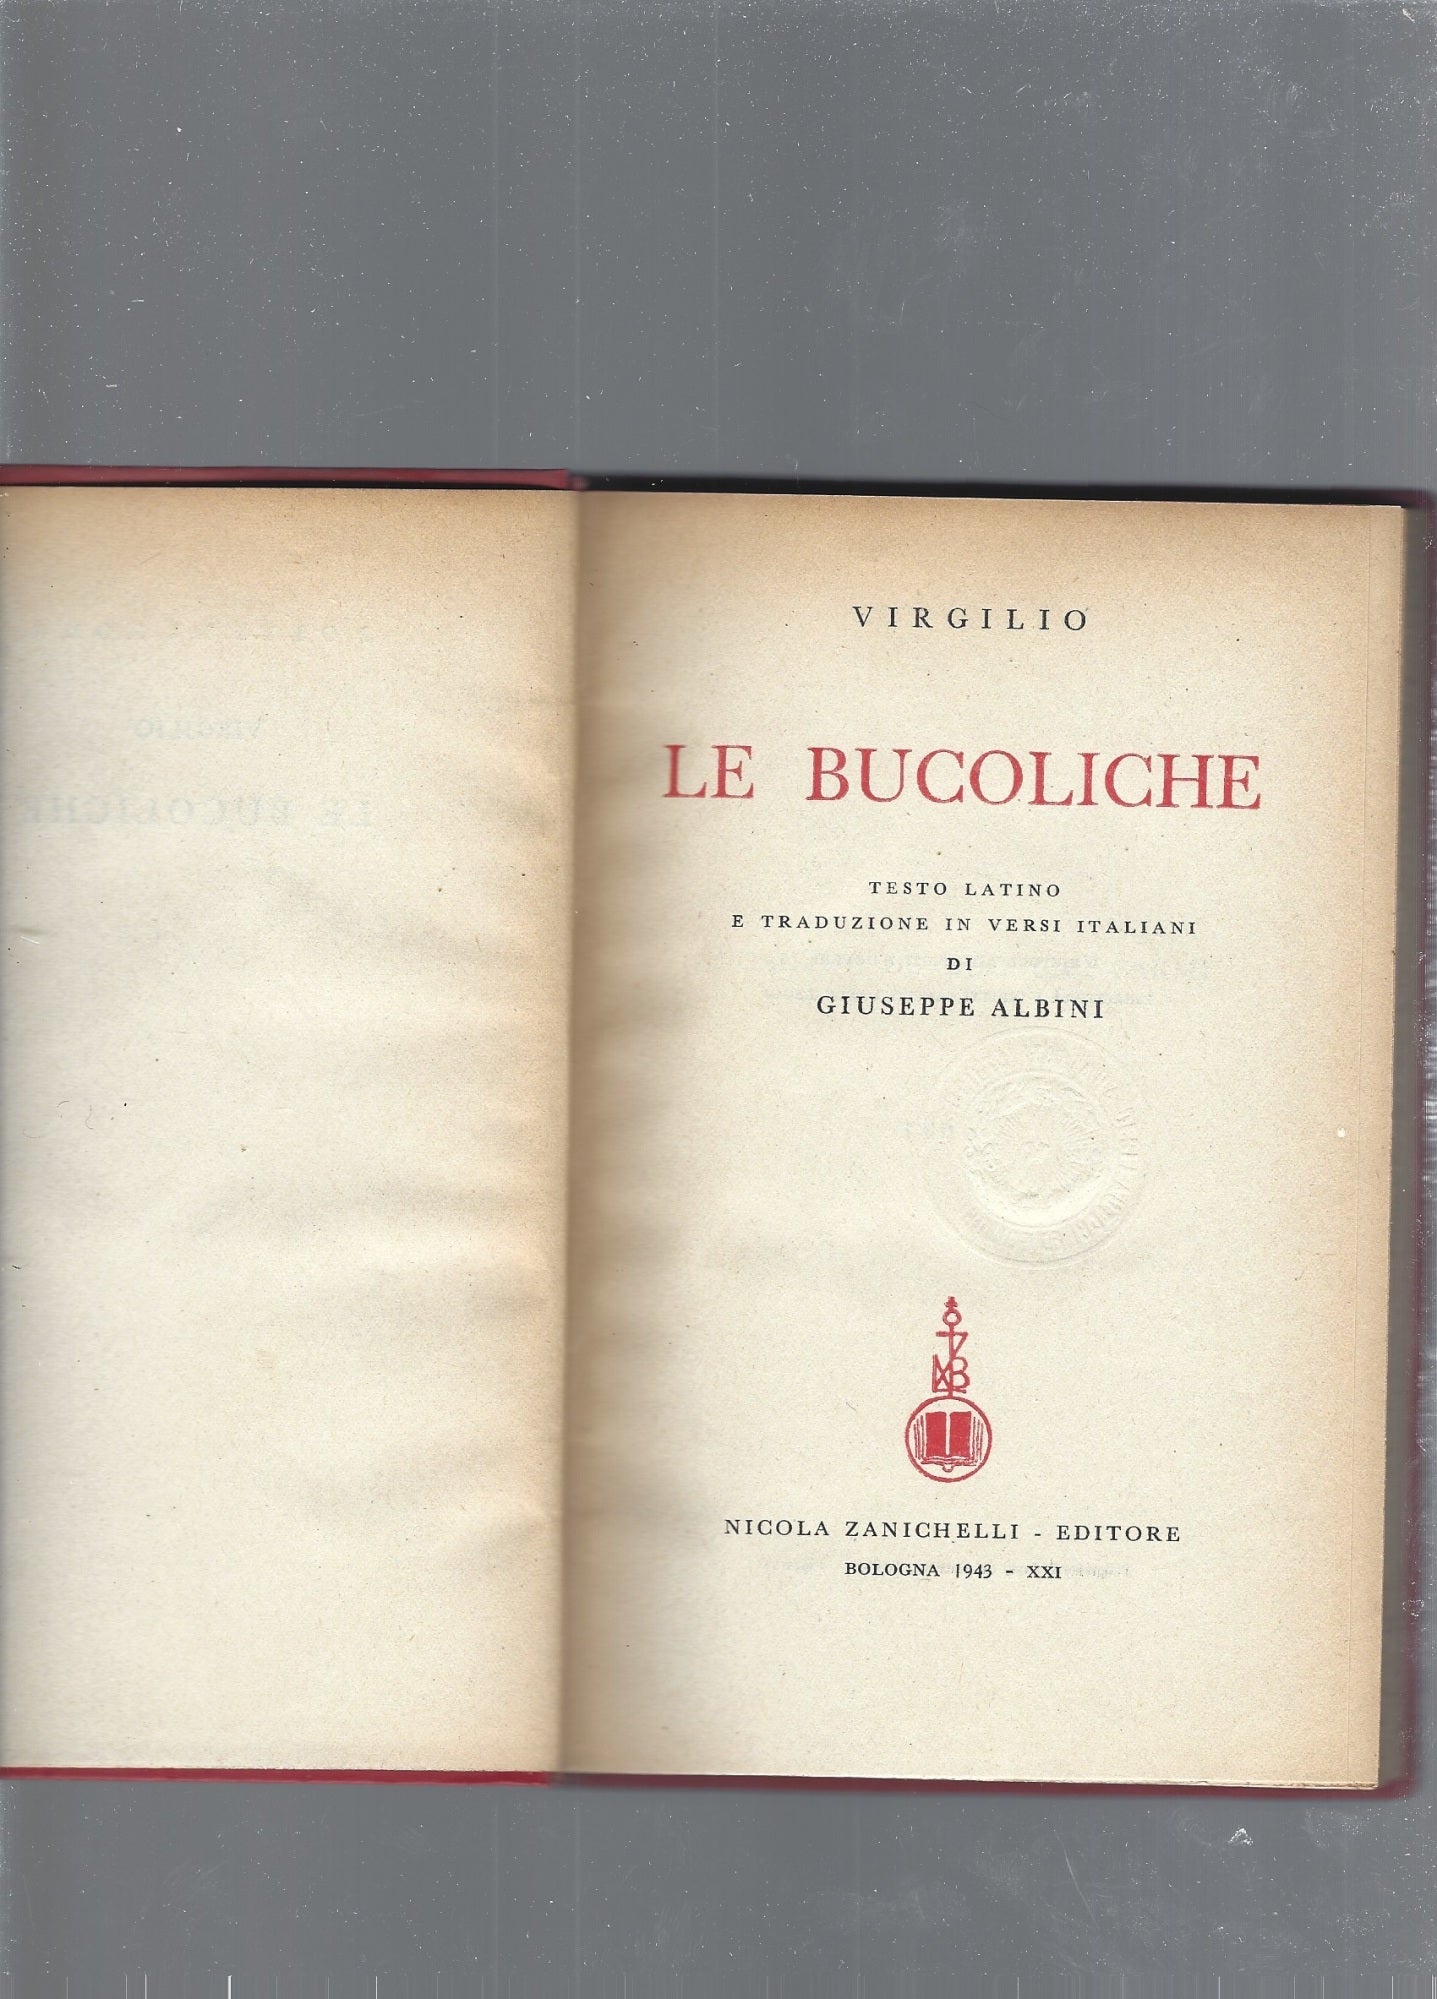 VIRGILIO
LE BUCOLICHE
TESTO LATINO
E TRADUZIONE IN VERSI ITALIANI
DI
GIUSEPPE ALBINI
NICOLA ZANICHELLI - EDITORE
BOLOGNA 1943 - XXI